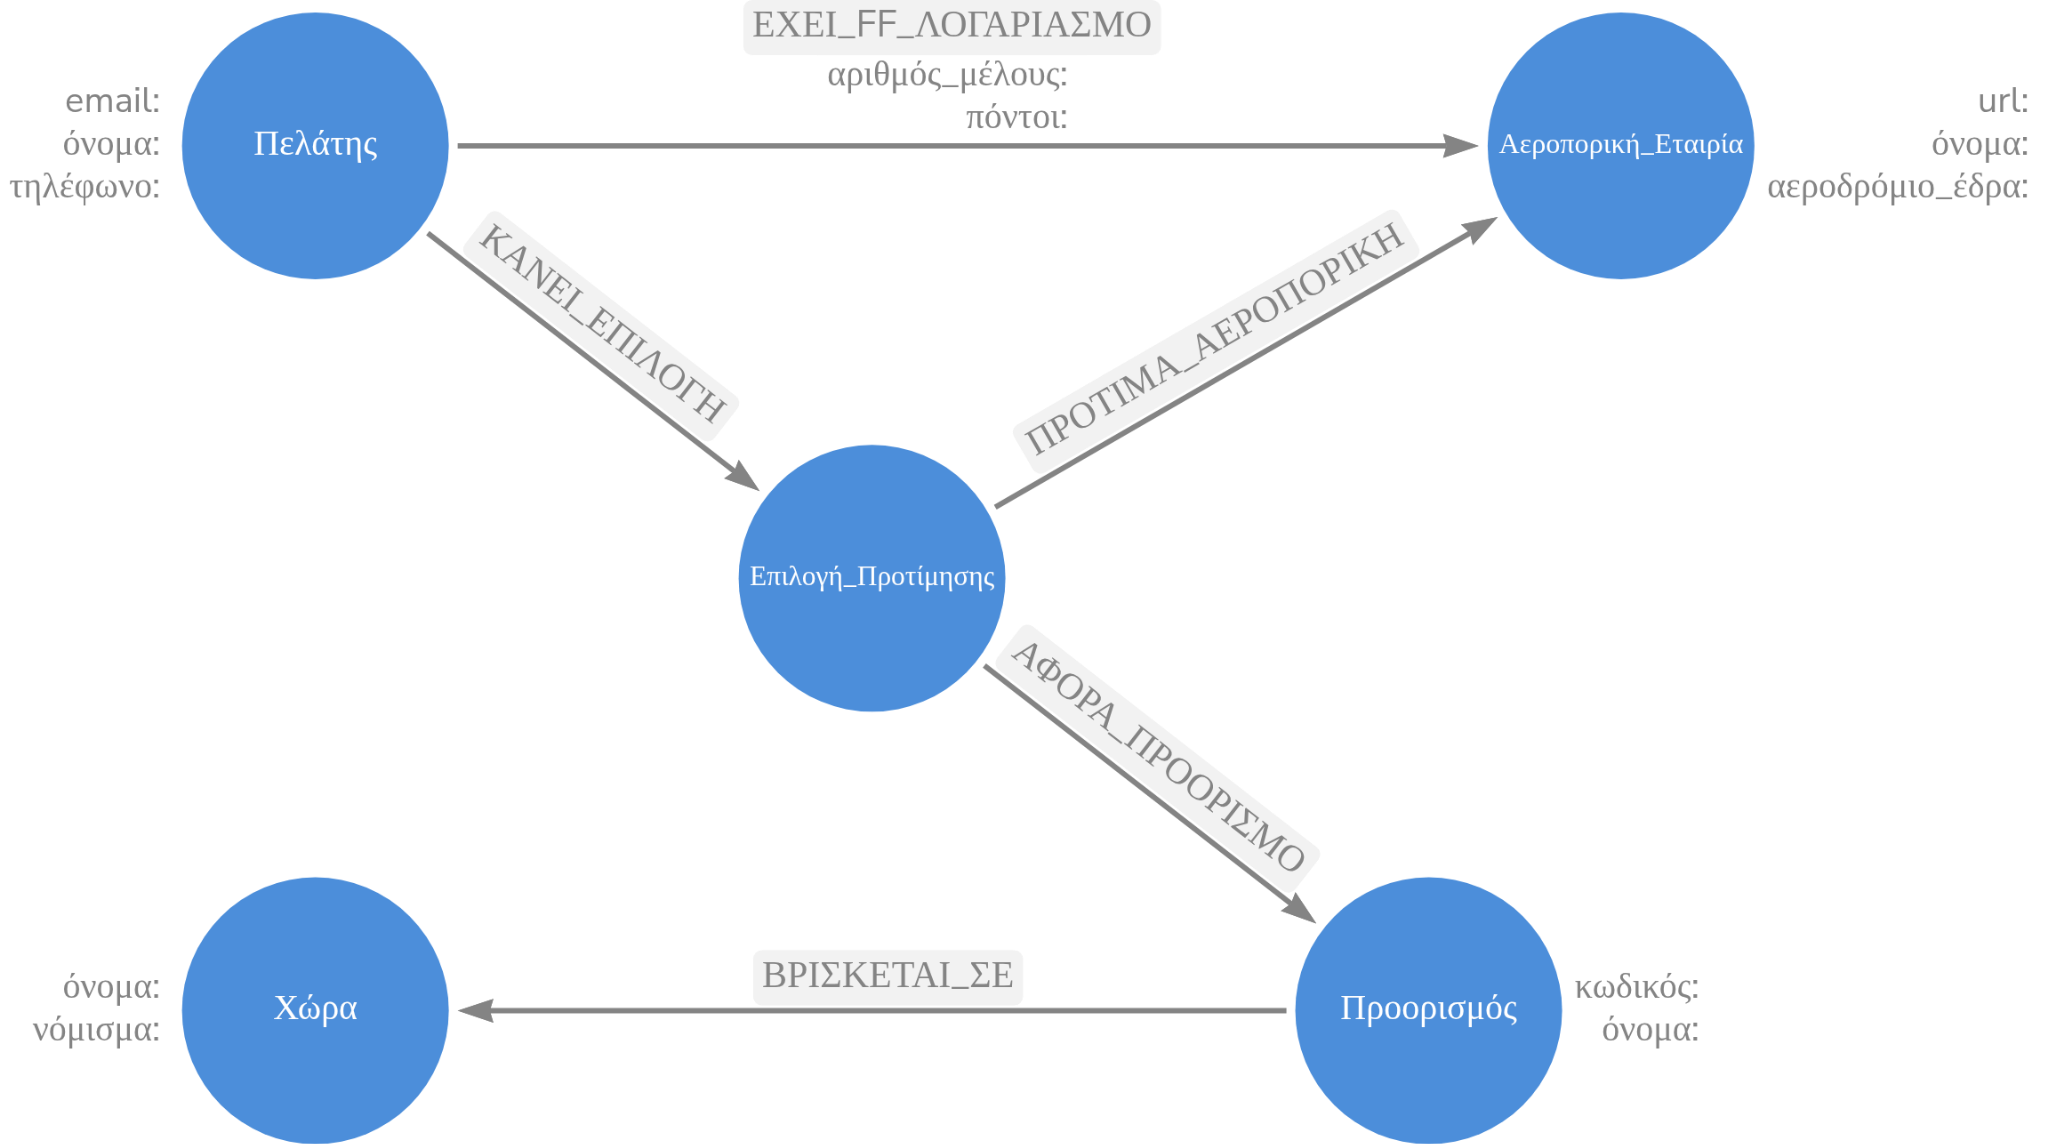 ΕΧΕΙ_FF_ΛΟΓΑΡΙΑΣΜΟ
αριθμός_μέλους:
πόντοι:
email:
όνομα:
τηλέφωνο:
Πελάτης
Αεροπορική_Εταιρία
url:
όνομα:
αεροδρόμιο_έδρα:
ΚΑΝΕΙ_ΕΠΙΛΟΓΗ
ΠΡΟΤΙΜΑ_ΑΕΡΟΠΟΡΙΚΗ
Επιλογή_Προτίμησης
ΑΦΟΡΑ_ΠΡΟΟΡΙΣΜΟ
όνομα:
νόμισμα:
Χώρα
ΒΡΙΣΚΕΤΑΙ_ΣΕ
Προορισμός
κωδικός:
όνομα: